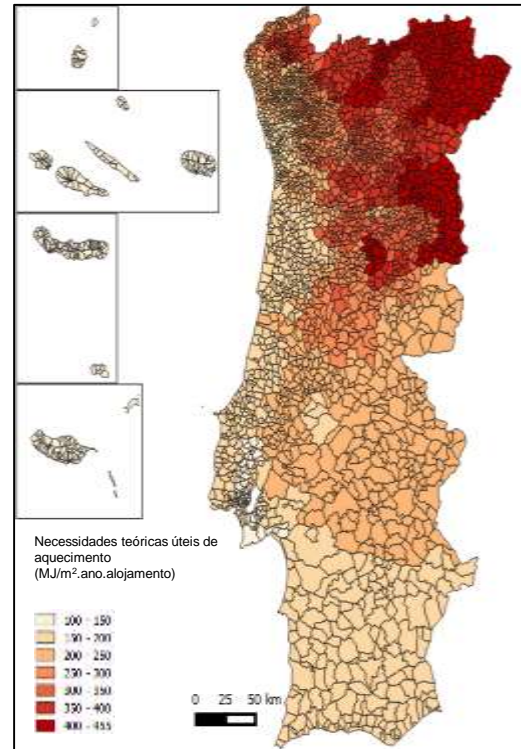 Necessidades teóricas úteis de
aquecimento
(MJ/m².ano.alojamento)
100 - 150
150 - 200
200 - 250
250 - 300
300 - 350
350 - 400
400 - 455
0 25 50 km